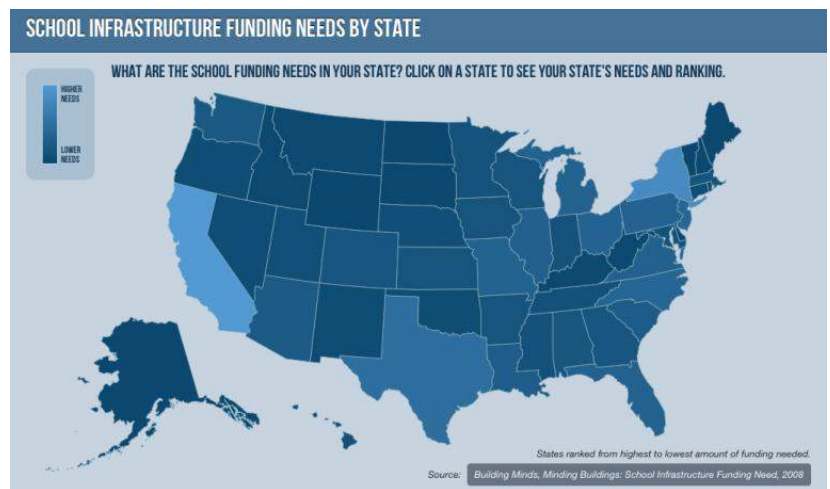 SCHOOL INFRASTRUCTURE FUNDING NEEDS BY STATE
WHAT ARE THE SCHOOL FUNDING NEEDS IN YOUR STATE? CLICK ON A STATE TO SEE YOUR STATE'S NEEDS AND RANKING.
HIGHER
NEEDS
LOWER
NEEDS
States ranked from highest to lowest amount of funding needed.
Source: Building Minds, Minding Buildings: School Infrastructure Funding Need, 2008